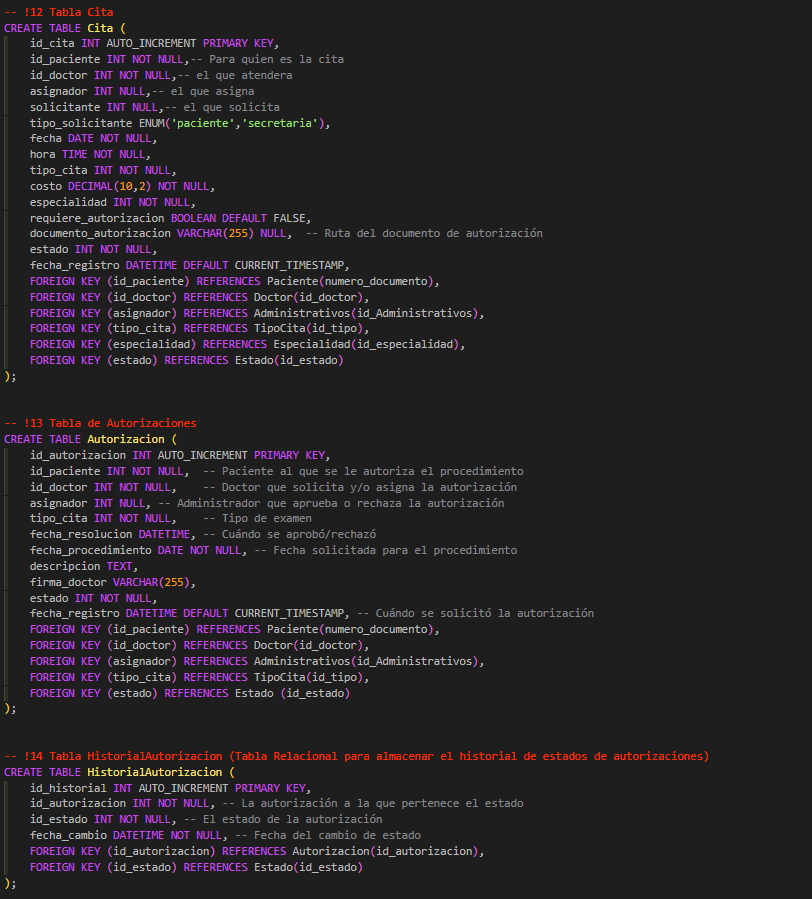 -- !12 Tabla Cita
CREATE TABLE Cita (
    id_cita INT AUTO_INCREMENT PRIMARY KEY,
    id_paciente INT NOT NULL,-- Para quien es la cita
    id_doctor INT NOT NULL,-- el que atendera
    asignador INT NULL,-- el que asigna
    solicitante INT NULL,-- el que solicita
    tipo_solicitante ENUM('paciente','secretaria'),
    fecha DATE NOT NULL,
    hora TIME NOT NULL,
    tipo_cita INT NOT NULL,
    costo DECIMAL(10,2) NOT NULL,
    especialidad INT NOT NULL,
    requiere_autorizacion BOOLEAN DEFAULT FALSE,
    documento_autorizacion VARCHAR(255) NULL,  -- Ruta del documento de autorización
    estado INT NOT NULL,
    fecha_registro DATETIME DEFAULT CURRENT_TIMESTAMP,
    FOREIGN KEY (id_paciente) REFERENCES Paciente(numero_documento),
    FOREIGN KEY (id_doctor) REFERENCES Doctor(id_doctor),
    FOREIGN KEY (asignador) REFERENCES Administrativos(id_Administrativos),
    FOREIGN KEY (tipo_cita) REFERENCES TipoCita(id_tipo),
    FOREIGN KEY (especialidad) REFERENCES Especialidad(id_especialidad),
    FOREIGN KEY (estado) REFERENCES Estado(id_estado)
);
-- !13 Tabla de Autorizaciones
CREATE TABLE Autorizacion (
    id_autorizacion INT AUTO_INCREMENT PRIMARY KEY,
    id_paciente INT NOT NULL,  -- Paciente al que se le autoriza el procedimiento
    id_doctor INT NOT NULL,    -- Doctor que solicita y/o asigna la autorización
    asignador INT NULL, -- Administrador que aprueba o rechaza la autorización
    tipo_cita INT NOT NULL,    -- Tipo de examen
    fecha_resolucion DATETIME, -- Cuándo se aprobó/rechazó
    fecha_procedimiento DATE NOT NULL, -- Fecha solicitada para el procedimiento
    descripcion TEXT,
    firma_doctor VARCHAR(255),
    estado INT NOT NULL,
    fecha_registro DATETIME DEFAULT CURRENT_TIMESTAMP, -- Cuándo se solicitó la autorización
    FOREIGN KEY (id_paciente) REFERENCES Paciente(numero_documento),
    FOREIGN KEY (id_doctor) REFERENCES Doctor(id_doctor),
    FOREIGN KEY (asignador) REFERENCES Administrativos(id_Administrativos),
    FOREIGN KEY (tipo_cita) REFERENCES TipoCita(id_tipo),
    FOREIGN KEY (estado) REFERENCES Estado (id_estado)
);
-- !14 Tabla HistorialAutorizacion (Tabla Relacional para almacenar el historial de estados de autorizaciones)
CREATE TABLE HistorialAutorizacion (
    id_historial INT AUTO_INCREMENT PRIMARY KEY,
    id_autorizacion INT NOT NULL, -- La autorización a la que pertenece el estado
    id_estado INT NOT NULL, -- El estado de la autorización
    fecha_cambio DATETIME NOT NULL, -- Fecha del cambio de estado
    FOREIGN KEY (id_autorizacion) REFERENCES Autorizacion(id_autorizacion),
    FOREIGN KEY (id_estado) REFERENCES Estado(id_estado)
);